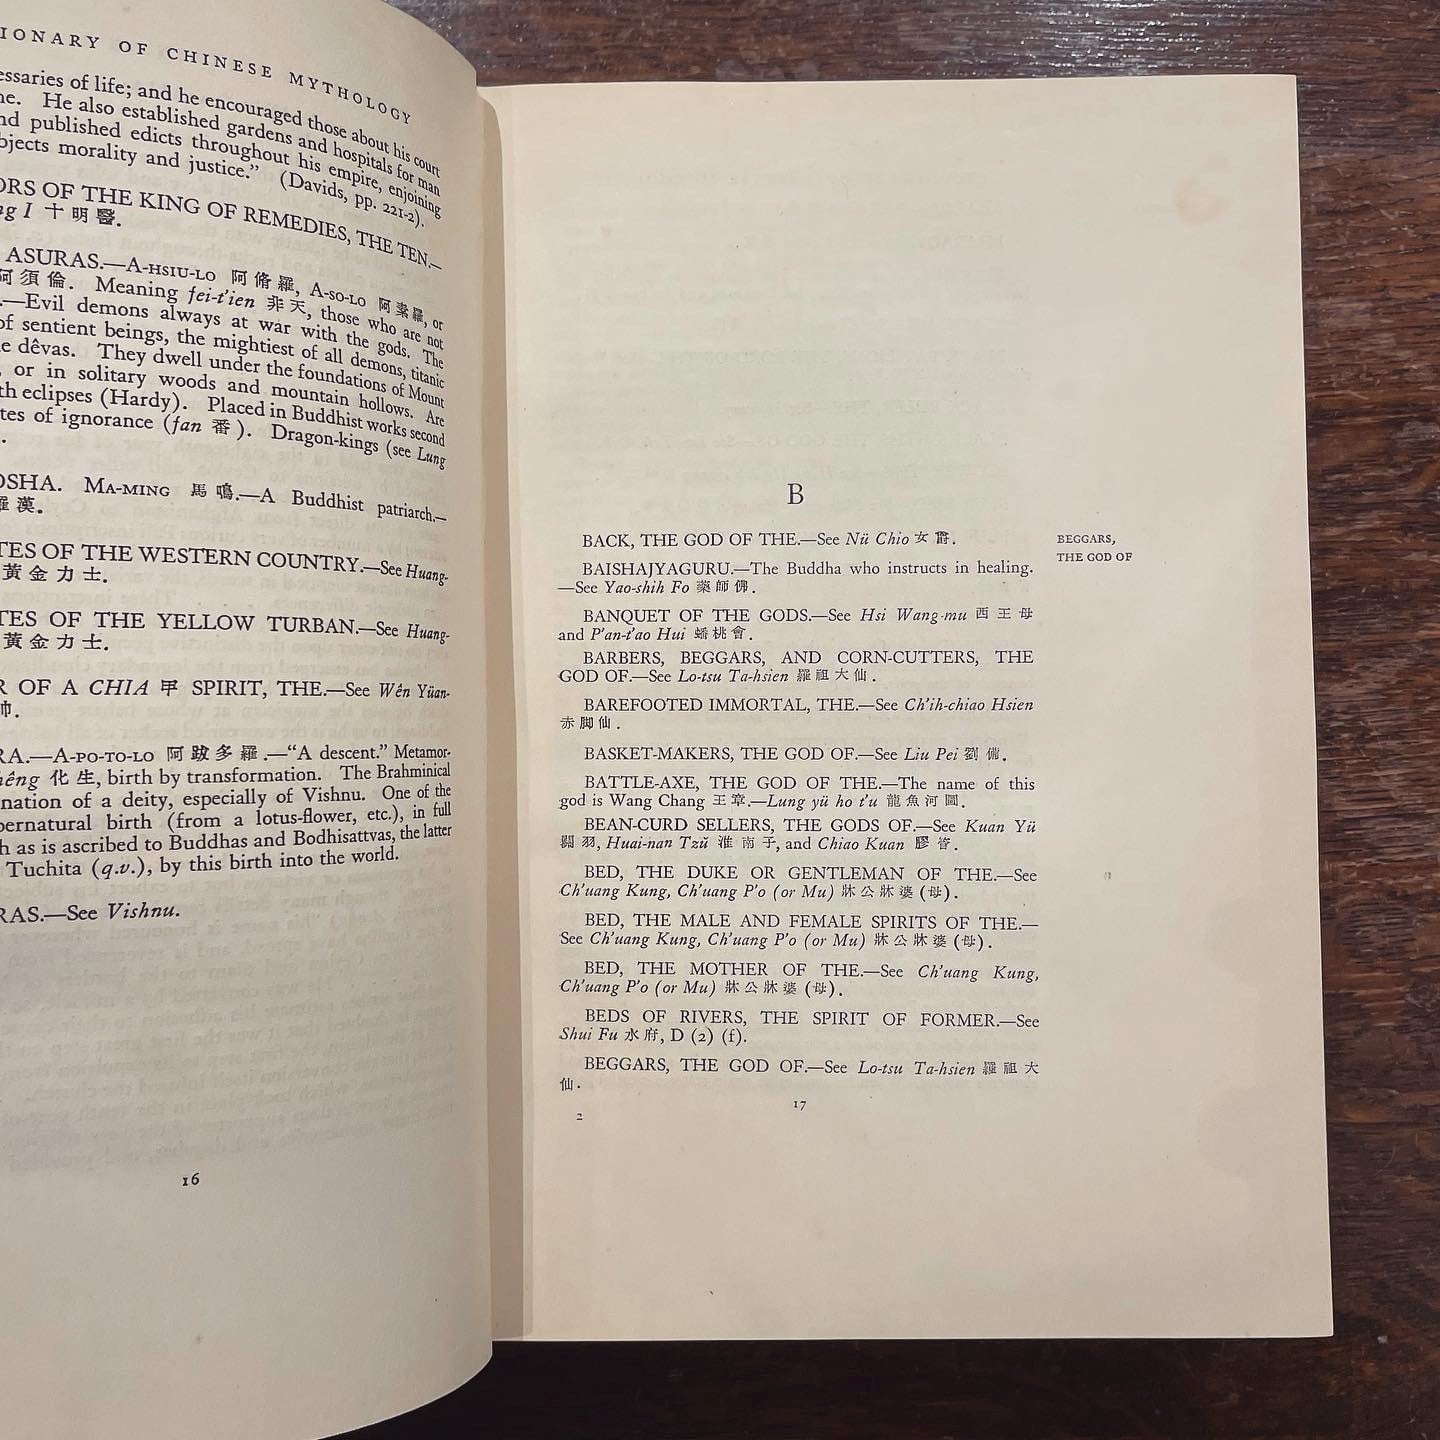 IONARY OF CHINESE MYTHOLOGY
essaries of life; and he encouraged those about his court
ne. He also established gardens and hospitals for man
nd published edicts throughout his empire, enjoining
bjects morality and justice.” (Davids, pp. 221-2).
ORS OF THE KING OF REMEDIES, THE TEN.—
ng I 十明醫.
ASURAS.—A-HSIU-LO 阿脩羅, A-SO-LO 阿素羅, or
阿須倫. Meaning fei-t'ien 非天, those who are not
.—Evil demons always at war with the gods. The
of sentient beings, the mightiest of all demons, titanic
e dêvas. They dwell under the foundations of Mount
, or in solitary woods and mountain hollows. Are
th eclipses (Hardy). Placed in Buddhist works second
tes of ignorance (fan 番). Dragon-kings (see Lung
.
OSHA. MA-MING 馬鳴.—A Buddhist patriarch.—
羅漢.
TES OF THE WESTERN COUNTRY.—See Huang-
黃金力士.
TES OF THE YELLOW TURBAN.—See Huang-
黃金力士.
R OF A CHIA 甲 SPIRIT, THE.—See Wên Yüan-
帥.
RA.—A-PO-TO-LO 阿跋多羅.—“A descent.” Metamor-
hêng 化生, birth by transformation. The Brahminical
nation of a deity, especially of Vishnu. One of the
pernatural birth (from a lotus-flower, etc.), in full
h as is ascribed to Buddhas and Bodhisattvas, the latter
Tuchita (q.v.), by this birth into the world.
RAS.—See Vishnu.
16
B
BACK, THE GOD OF THE.—See Nü Chio 女爵.
BEGGARS,
THE GOD OF
BAISHAJYAGURU.—The Buddha who instructs in healing.
—See Yao-shih Fo 藥師佛.
BANQUET OF THE GODS.—See Hsi Wang-mu 西王母
and P'an-t'ao Hui 蟠桃會.
BARBERS, BEGGARS, AND CORN-CUTTERS, THE
GOD OF.—See Lo-tsu Ta-hsien 羅祖大仙.
BAREFOOTED IMMORTAL, THE.—See Ch'ih-chiao Hsien
赤脚仙.
BASKET-MAKERS, THE GOD OF.—See Liu Pei 劉備.
BATTLE-AXE, THE GOD OF THE.—The name of this
god is Wang Chang 王章.—Lung yü ho t'u 龍魚河圖.
BEAN-CURD SELLERS, THE GODS OF.—See Kuan Yü
關羽, Huai-nan Tzŭ 淮南子, and Chiao Kuan 膠管.
BED, THE DUKE OR GENTLEMAN OF THE.—See
Ch'uang Kung, Ch'uang P'o (or Mu) 牀公牀婆(母).
BED, THE MALE AND FEMALE SPIRITS OF THE.—
See Ch'uang Kung, Ch'uang P'o (or Mu) 牀公牀婆(母).
BED, THE MOTHER OF THE.—See Ch'uang Kung,
Ch'uang P'o (or Mu) 牀公牀婆(母).
BEDS OF RIVERS, THE SPIRIT OF FORMER.—See
Shui Fu 水府, D (2) (f).
BEGGARS, THE GOD OF.—See Lo-tsu Ta-hsien 羅祖大
仙.
2 17